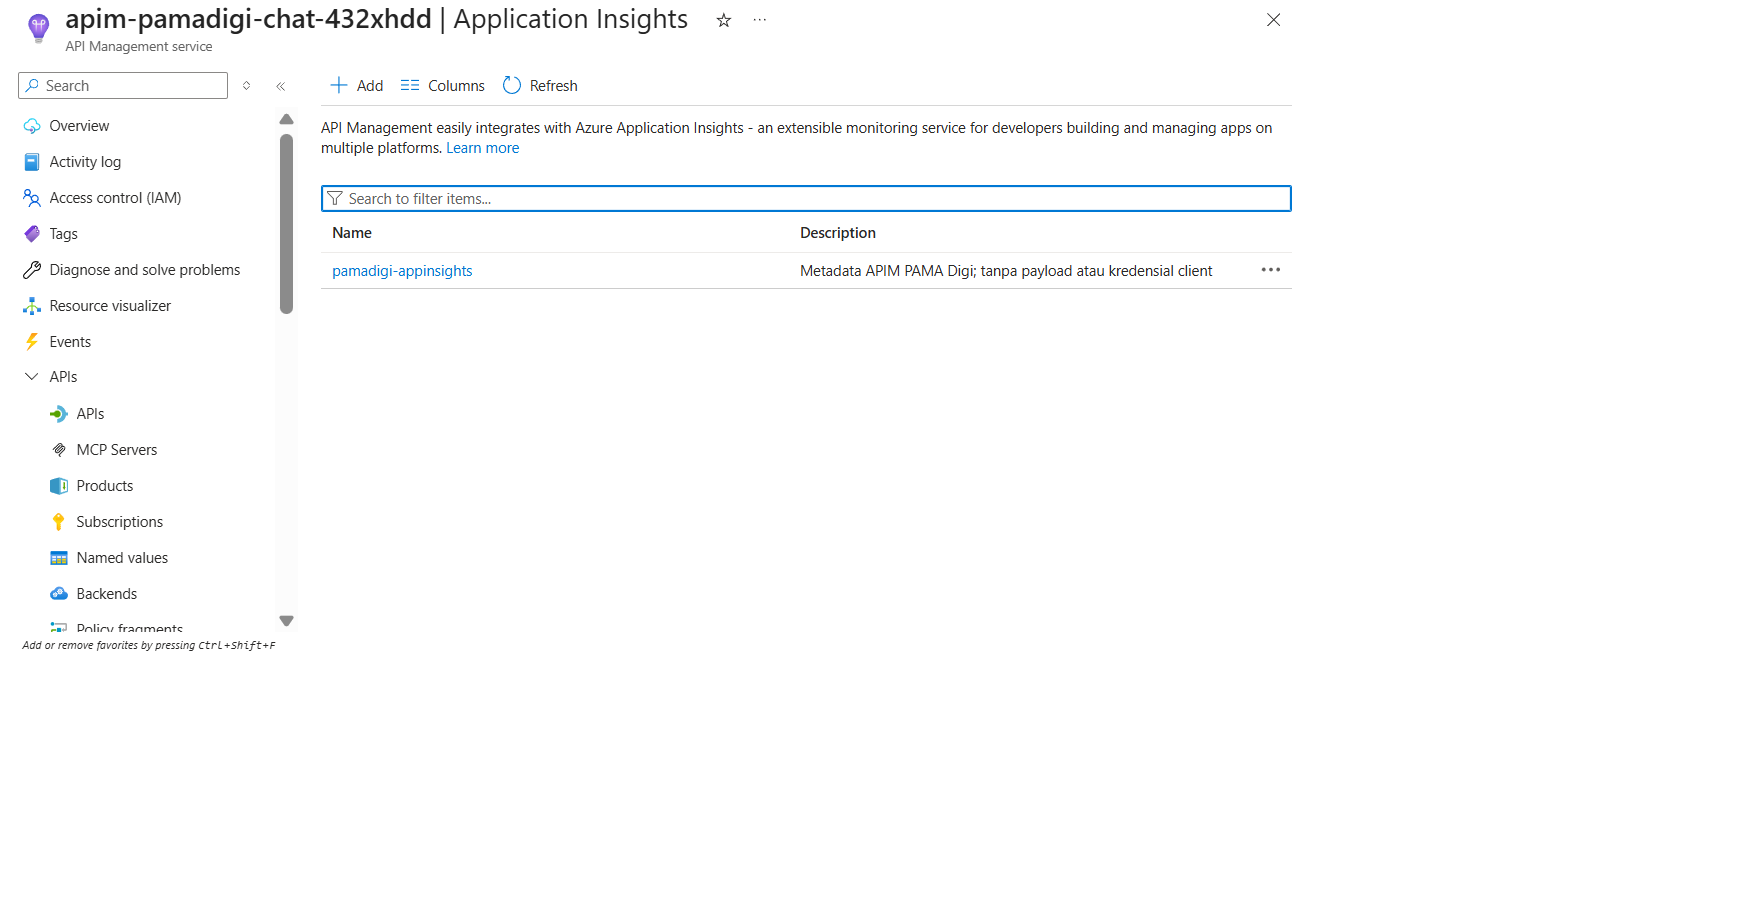 apim-pamadigi-chat-432xhdd | Application Insights
API Management service
Search
Overview
Activity log
Access control (IAM)
Tags
Diagnose and solve problems
Resource visualizer
Events
APIs
APIs
MCP Servers
Products
Subscriptions
Named values
Backends
Policy fragments
Add or remove favorites by pressing Ctrl+Shift+F
Add Columns Refresh
API Management easily integrates with Azure Application Insights - an extensible monitoring service for developers building and managing apps on
multiple platforms. Learn more
Search to filter items...
Name Description
pamadigi-appinsights Metadata APIM PAMA Digi; tanpa payload atau kredensial client